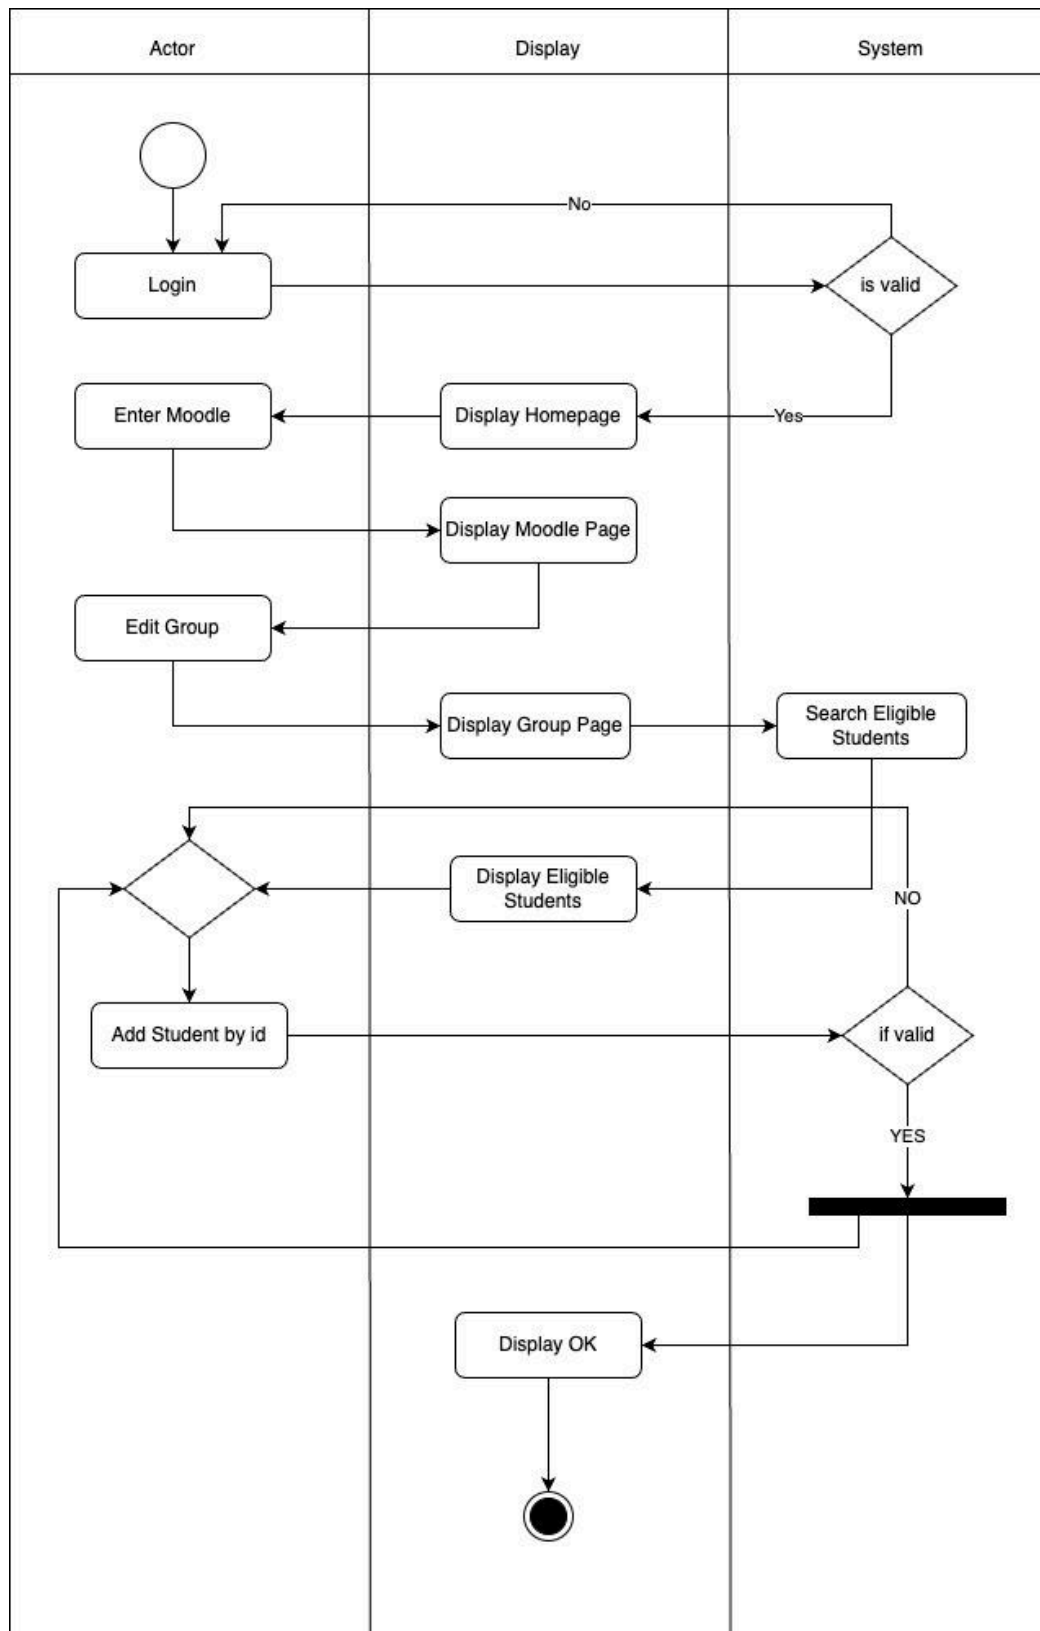 Actor
Display
System
No
Login
is valid
Enter Moodle
Display Homepage
Yes
Display Moodle Page
Edit Group
Display Group Page
Search Eligible
Students
Display Eligible
Students
NO
Add Student by id
if valid
YES
Display OK